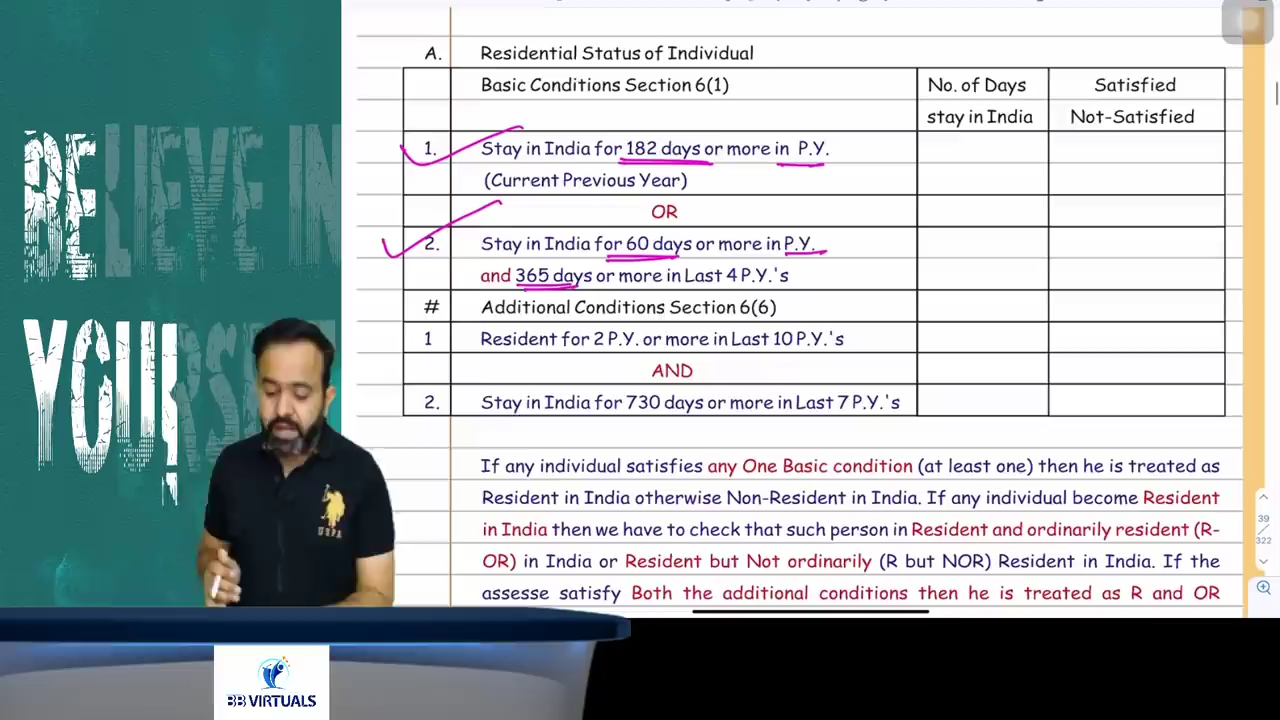 BELIEVE IN
YOURSELF!
A. Residential Status of Individual
Basic Conditions Section 6(1) No. of Days Satisfied
stay in India Not-Satisfied
1. Stay in India for 182 days or more in P.Y.
(Current Previous Year)
OR
2. Stay in India for 60 days or more in P.Y.
and 365 days or more in Last 4 P.Y.'s
# Additional Conditions Section 6(6)
1 Resident for 2 P.Y. or more in Last 10 P.Y.'s
AND
2. Stay in India for 730 days or more in Last 7 P.Y.'s
If any individual satisfies any One Basic condition (at least one) then he is treated as
Resident in India otherwise Non-Resident in India. If any individual become Resident
in India then we have to check that such person in Resident and ordinarily resident (R-
OR) in India or Resident but Not ordinarily (R but NOR) Resident in India. If the
assesse satisfy Both the additional conditions then he is treated as R and OR
39
322
U.S.P.A.
BB VIRTUALS